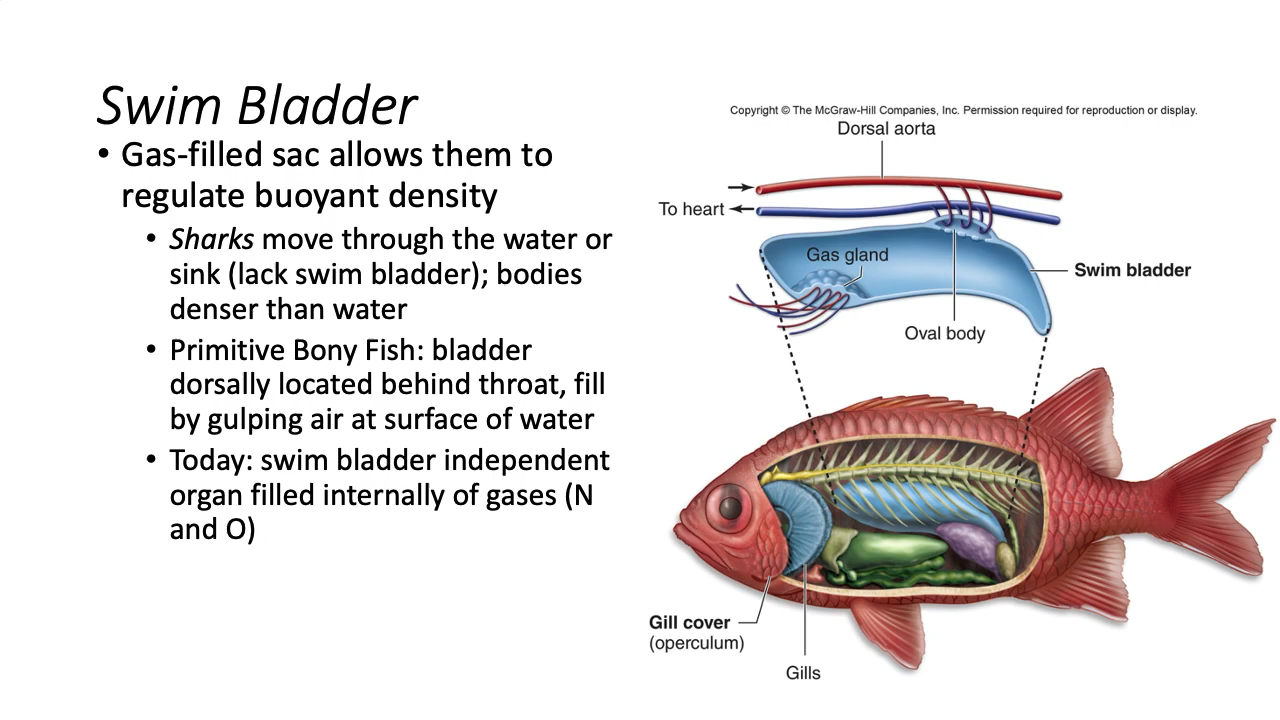 Swim Bladder
• Gas-filled sac allows them to
regulate buoyant density
• Sharks move through the water or
sink (lack swim bladder); bodies
denser than water
• Primitive Bony Fish: bladder
dorsally located behind throat, fill
by gulping air at surface of water
• Today: swim bladder independent
organ filled internally of gases (N
and O)
Copyright © The McGraw-Hill Companies, Inc. Permission required for reproduction or display.
Dorsal aorta
To heart
Gas gland
Swim bladder
Oval body
Gill cover
(operculum)
Gills